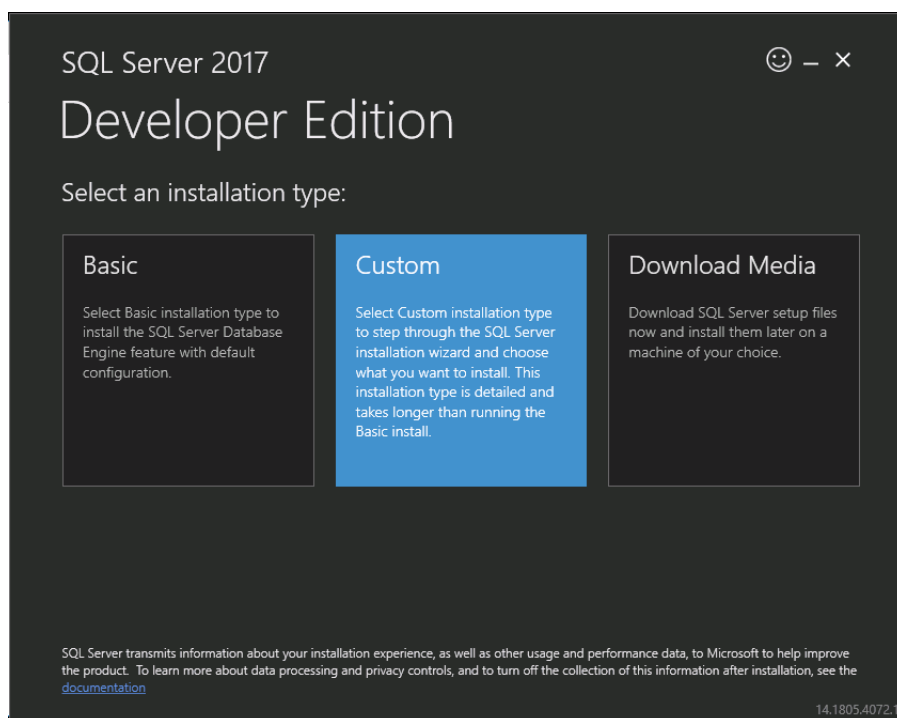 SQL Server 2017
Developer Edition
Select an installation type:
Basic
Select Basic installation type to
install the SQL Server Database
Engine feature with default
configuration.
Custom
Select Custom installation type
to step through the SQL Server
installation wizard and choose
what you want to install. This
installation type is detailed and
takes longer than running the
Basic install.
Download Media
Download SQL Server setup files
now and install them later on a
machine of your choice.
SQL Server transmits information about your installation experience, as well as other usage and performance data, to Microsoft to help improve
the product. To learn more about data processing and privacy controls, and to turn off the collection of this information after installation, see the
documentation
14.1805.4072.1